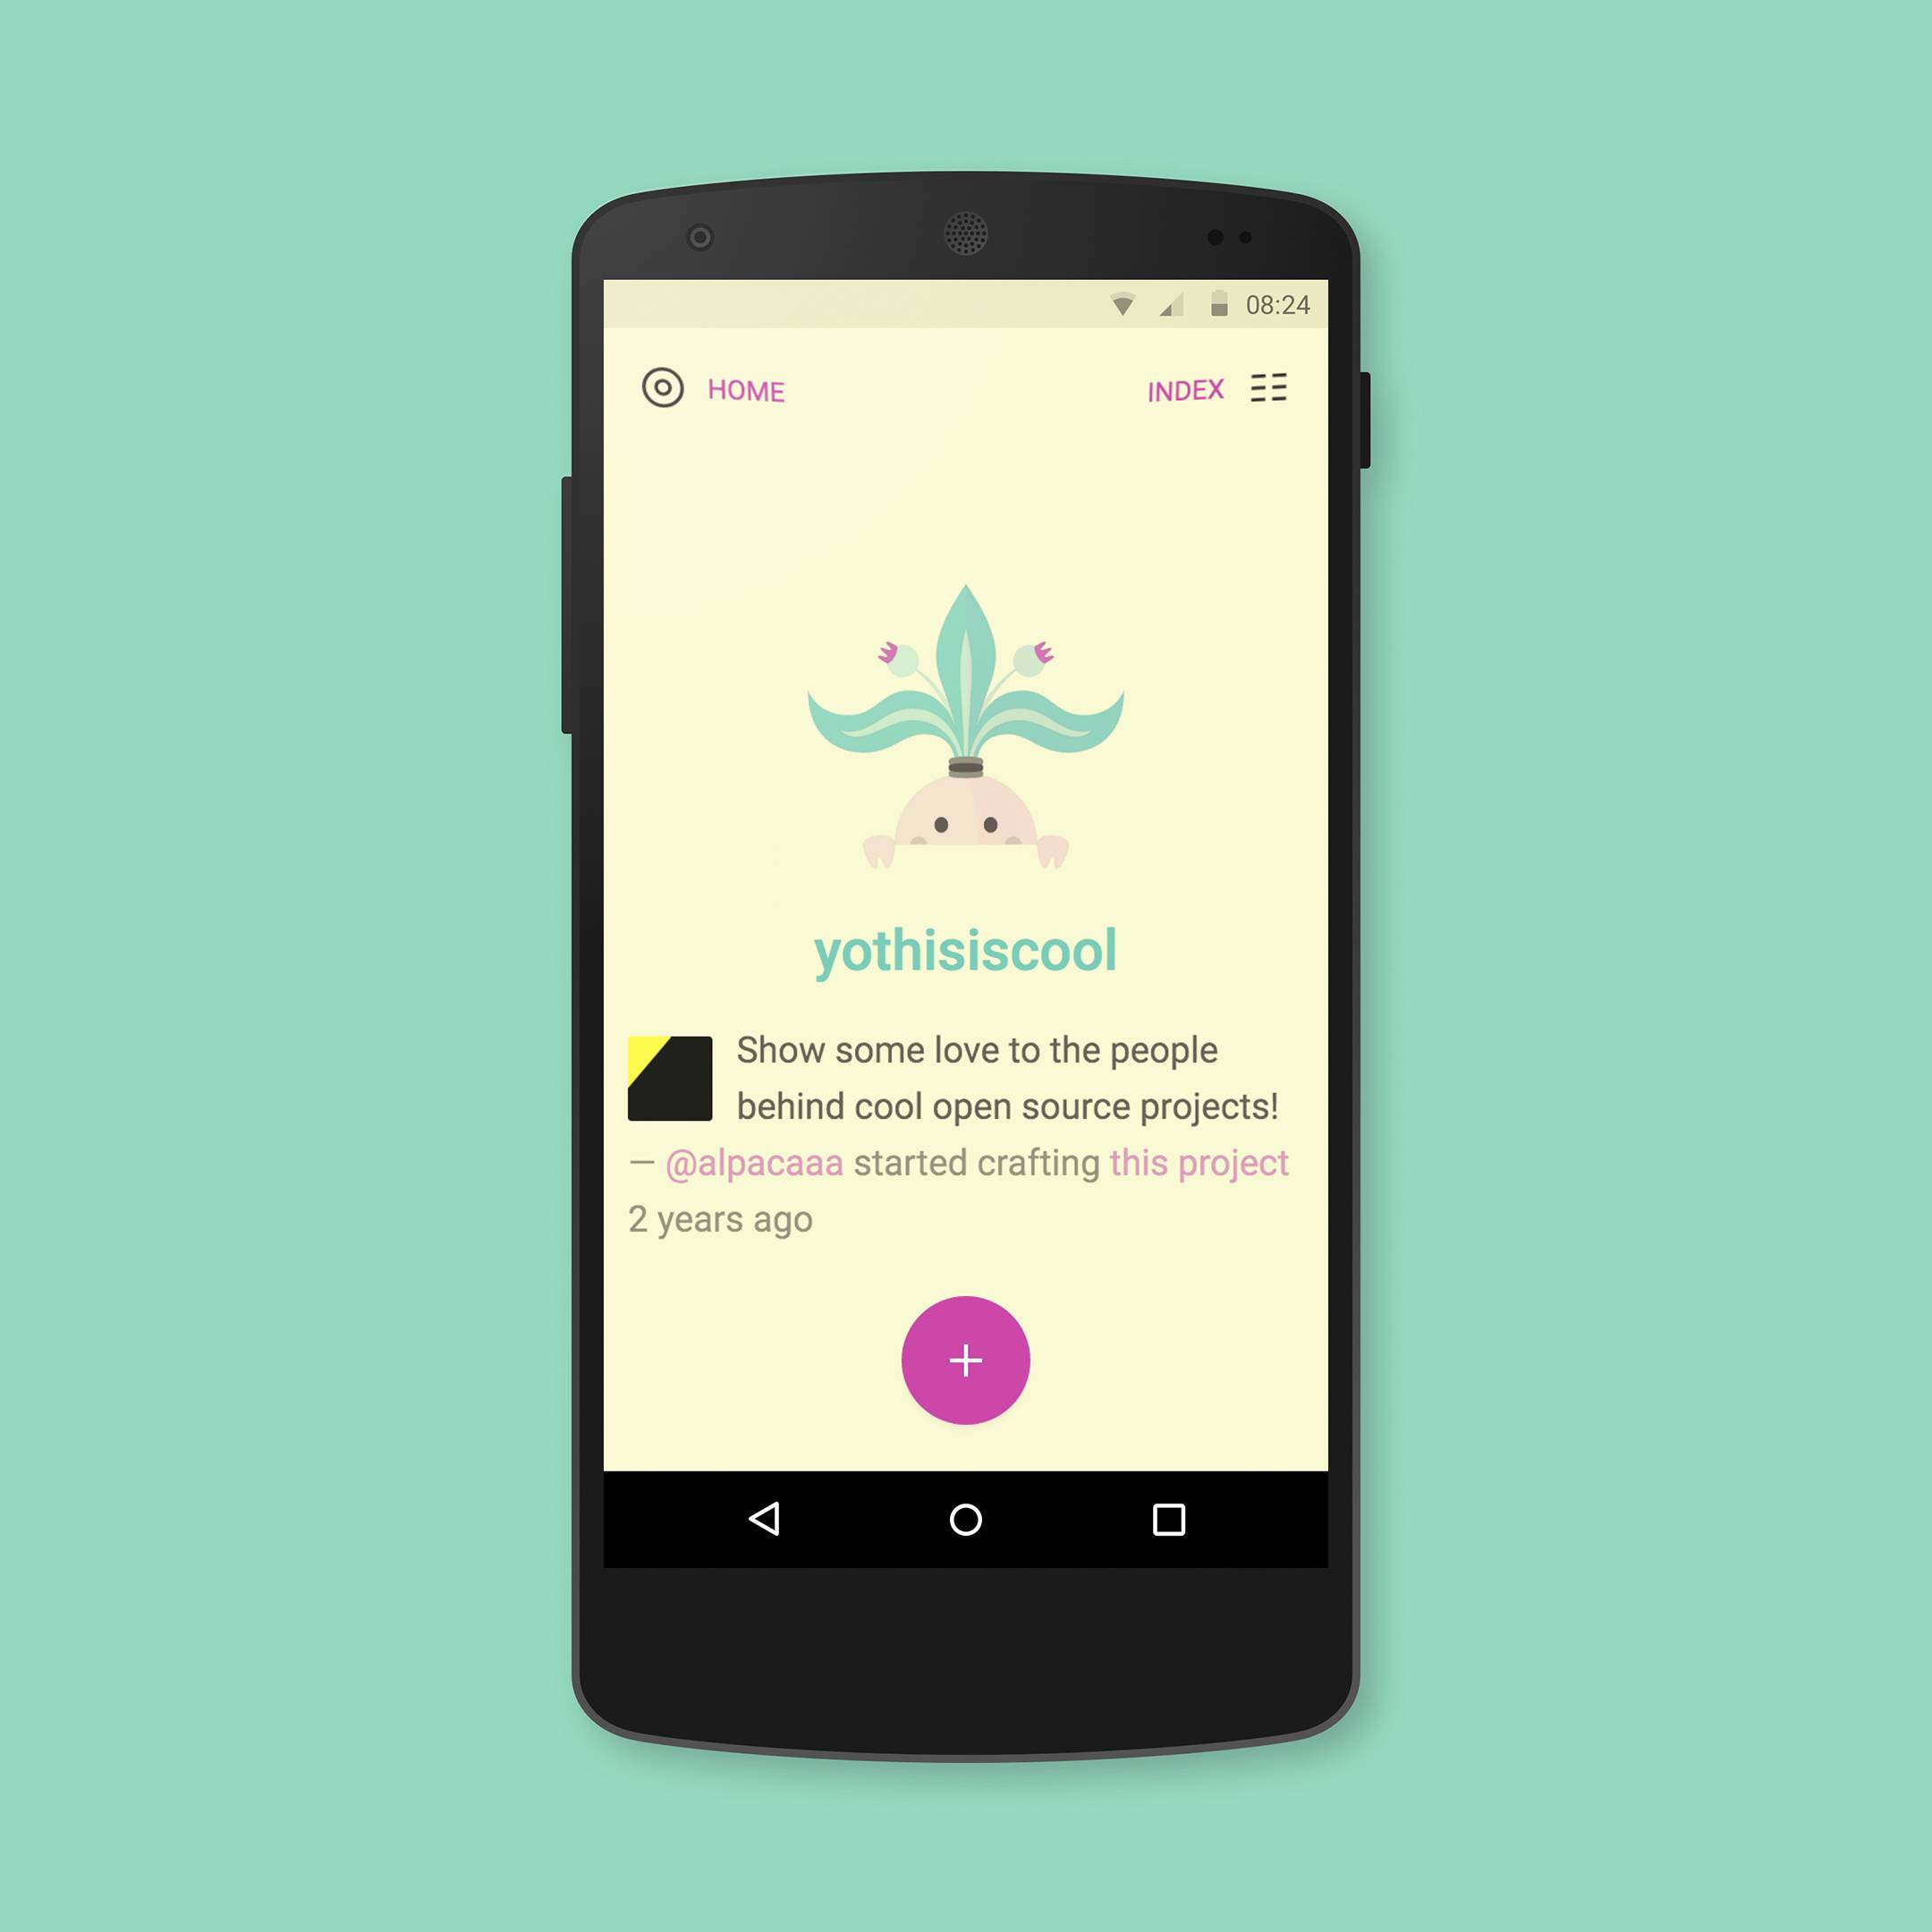 08:24
HOME
INDEX
yothisiscool
Show some love to the people
behind cool open source projects!
— @alpacaaa started crafting this project
2 years ago